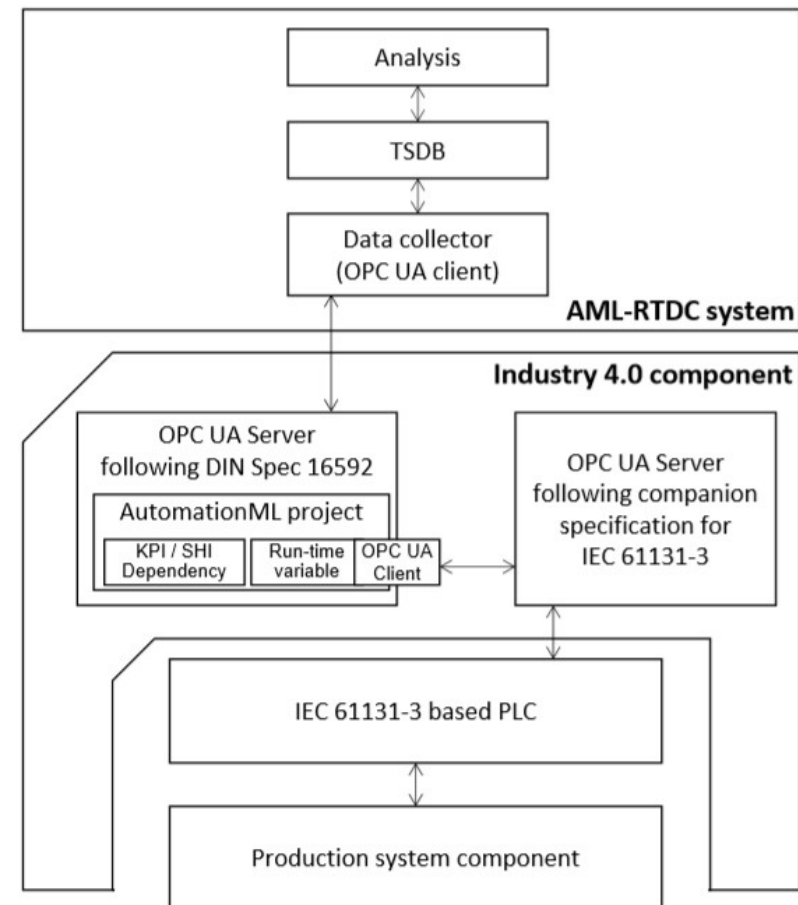 Analysis
TSDB
Data collector
(OPC UA client)
AML-RTDC system
Industry 4.0 component
OPC UA Server
following DIN Spec 16592
AutomationML project
KPI / SHI
Dependency
Run-time
variable
OPC UA
Client
OPC UA Server
following companion
specification for
IEC 61131-3
IEC 61131-3 based PLC
Production system component